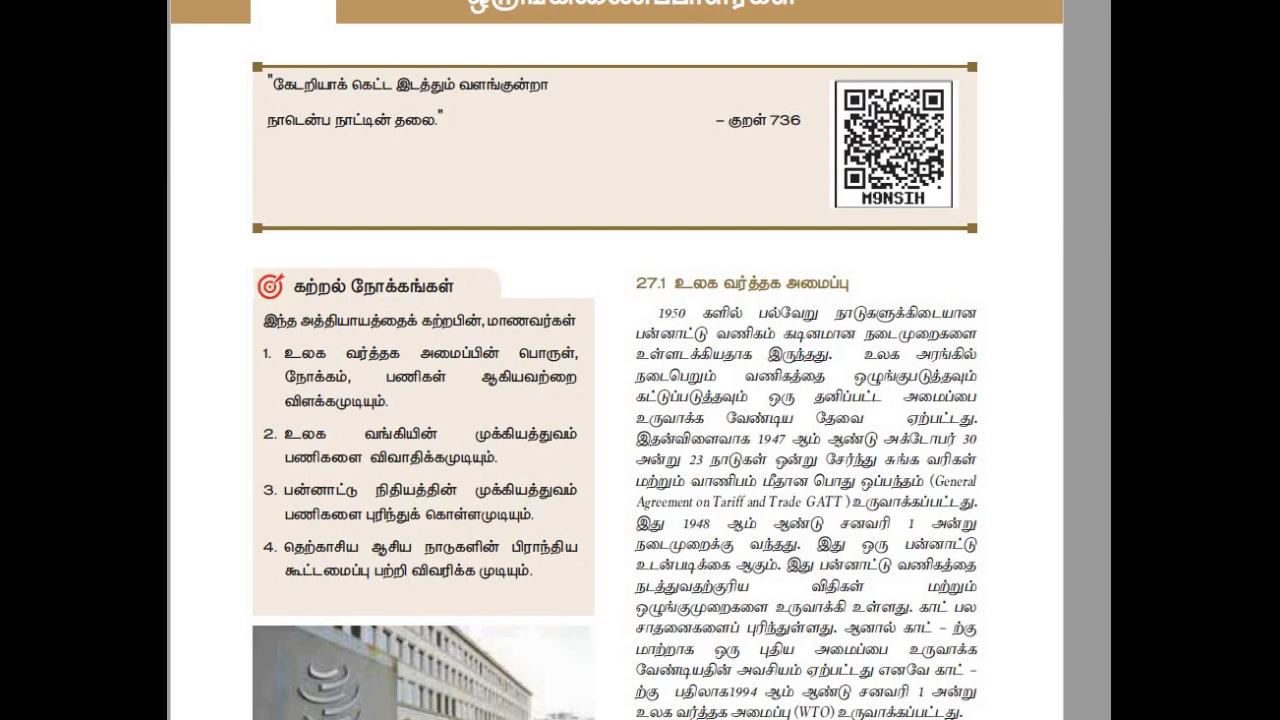 "கேடறியாக் கெட்ட இடத்தும் வளங்குன்றா
நாடென்ப நாட்டின் தலை."
– குறள் 736
M9NSIH
கற்றல் நோக்கங்கள்
இந்த அத்தியாயத்தைக் கற்றபின், மாணவர்கள்
1. உலக வர்த்தக அமைப்பின் பொருள்,
நோக்கம், பணிகள் ஆகியவற்றை
விளக்கமுடியும்.
2. உலக வங்கியின் முக்கியத்துவம்
பணிகளை விவாதிக்கமுடியும்.
3. பன்னாட்டு நிதியத்தின் முக்கியத்துவம்
பணிகளை புரிந்துக் கொள்ளமுடியும்.
4. தெற்காசிய ஆசிய நாடுகளின் பிராந்திய
கூட்டமைப்பு பற்றி விவரிக்க முடியும்.
27.1 உலக வர்த்தக அமைப்பு
1950 களில் பல்வேறு நாடுகளுக்கிடையான
பன்னாட்டு வணிகம் கடினமான நடைமுறைகளை
உள்ளடக்கியதாக இருந்தது. உலக அரங்கில்
நடைபெறும் வணிகத்தை ஒழுங்குபடுத்தவும்
கட்டுப்படுத்தவும் ஒரு தனிப்பட்ட அமைப்பை
உருவாக்க வேண்டிய தேவை ஏற்பட்டது.
இதன்விளைவாக 1947 ஆம் ஆண்டு அக்டோபர் 30
அன்று 23 நாடுகள் ஒன்று சேர்ந்து சுங்க வரிகள்
மற்றும் வாணிபம் மீதான பொது ஒப்பந்தம் (General
Agreement on Tariff and Trade GATT ) உருவாக்கப்பட்டது.
இது 1948 ஆம் ஆண்டு சனவரி 1 அன்று
நடைமுறைக்கு வந்தது. இது ஒரு பன்னாட்டு
உடன்படிக்கை ஆகும். இது பன்னாட்டு வணிகத்தை
நடத்துவதற்குரிய விதிகள் மற்றும்
ஒழுங்குமுறைகளை உருவாக்கி உள்ளது. காட் பல
சாதனைகளைப் புரிந்துள்ளது. ஆனால் காட் – ற்கு
மாற்றாக ஒரு புதிய அமைப்பை உருவாக்க
வேண்டியதின் அவசியம் ஏற்பட்டது எனவே காட் –
ற்கு பதிலாக1994 ஆம் ஆண்டு சனவரி 1 அன்று
உலக வர்த்தக அமைப்பு (WTO) உருவாக்கப்பட்டது.